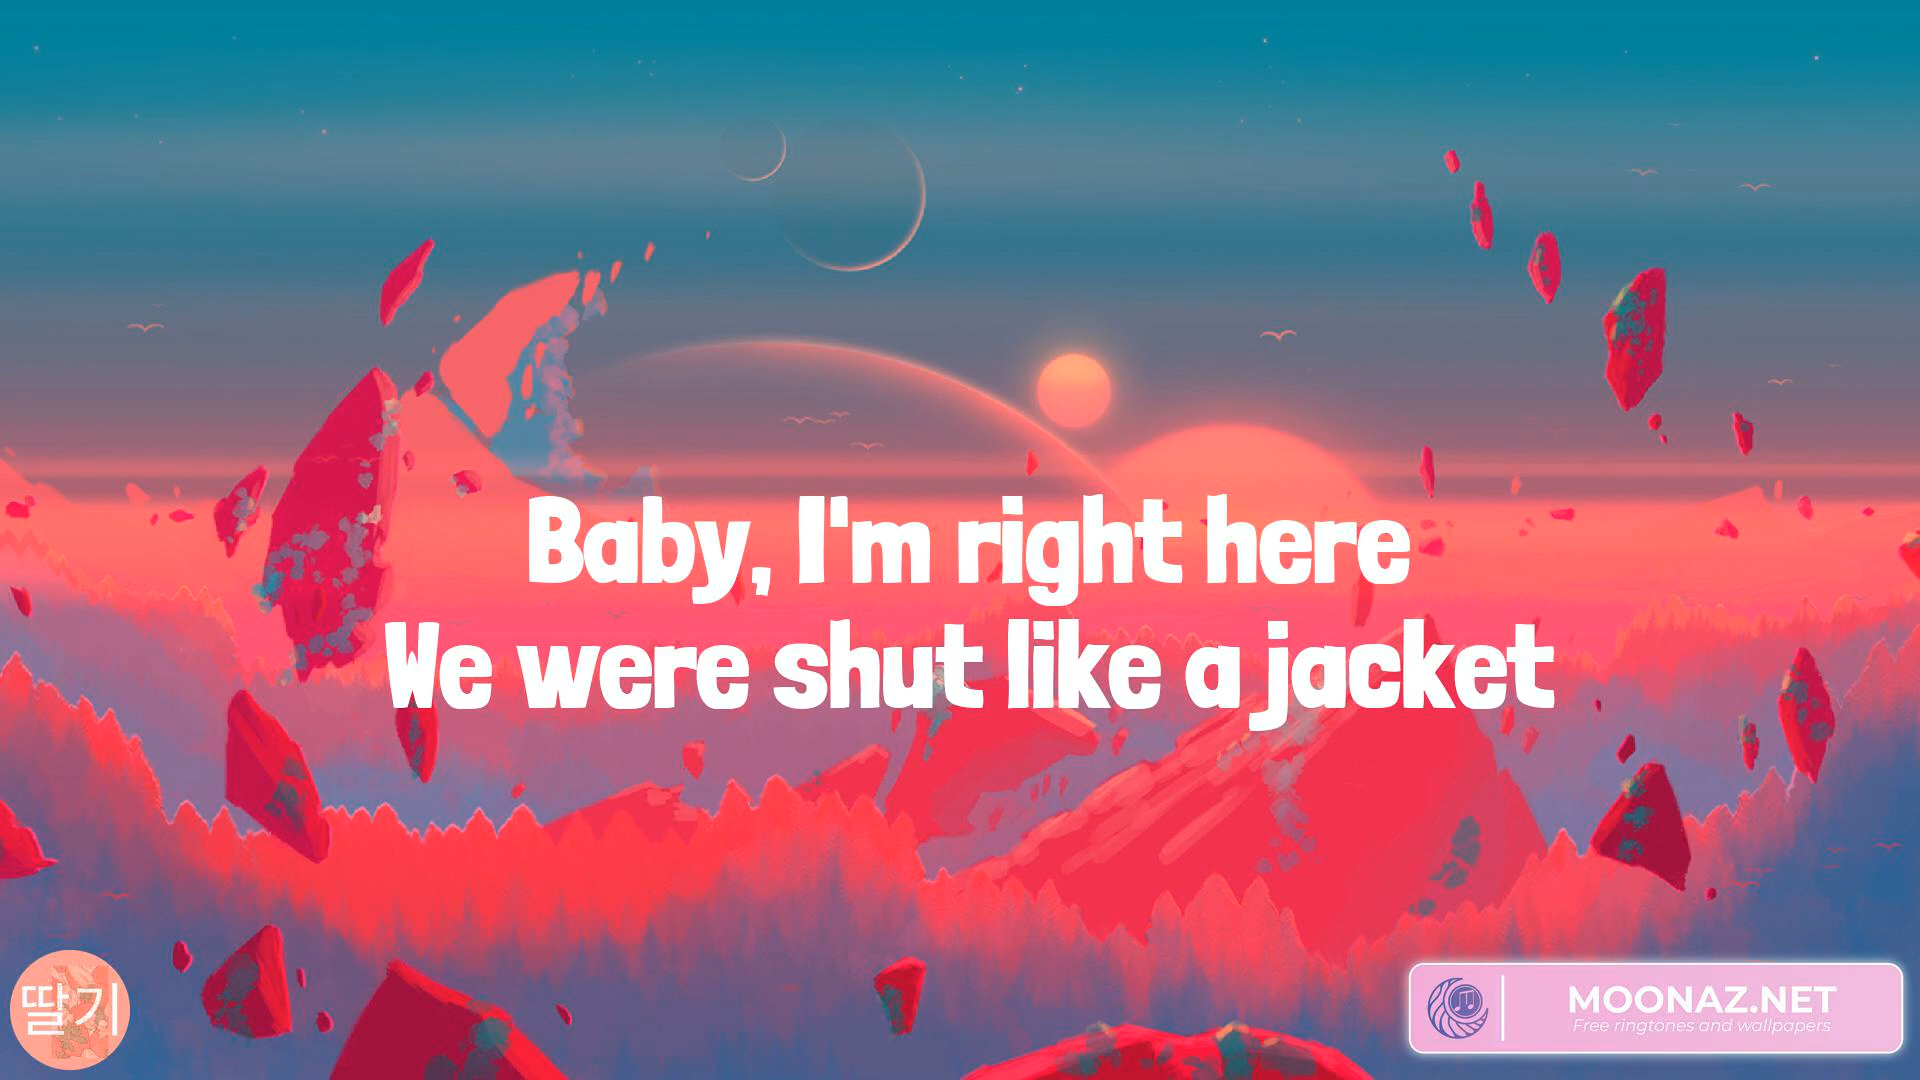 Baby, I'm right here
We were shut like a jacket
딸기
MOONAZ.NET
Free ringtones and wallpapers